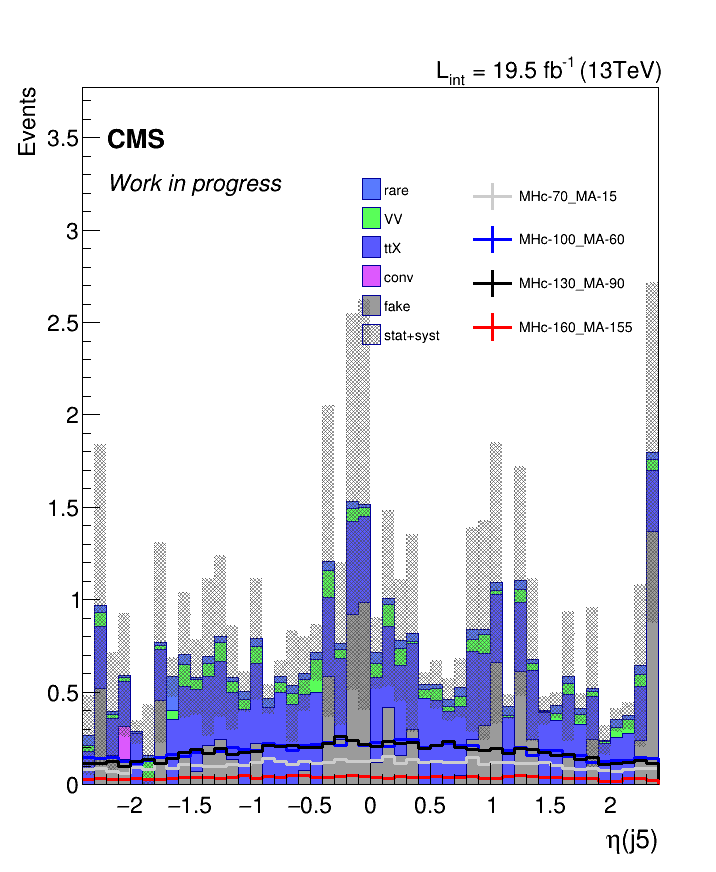 L_int = 19.5 fb^-1 (13TeV)
Events
CMS
Work in progress
rare
VV
ttX
conv
fake
stat+syst
MHc-70_MA-15
MHc-100_MA-60
MHc-130_MA-90
MHc-160_MA-155
3.5
3
2.5
2
1.5
1
0.5
0
−2 −1.5 −1 −0.5 0 0.5 1 1.5 2
η(j5)